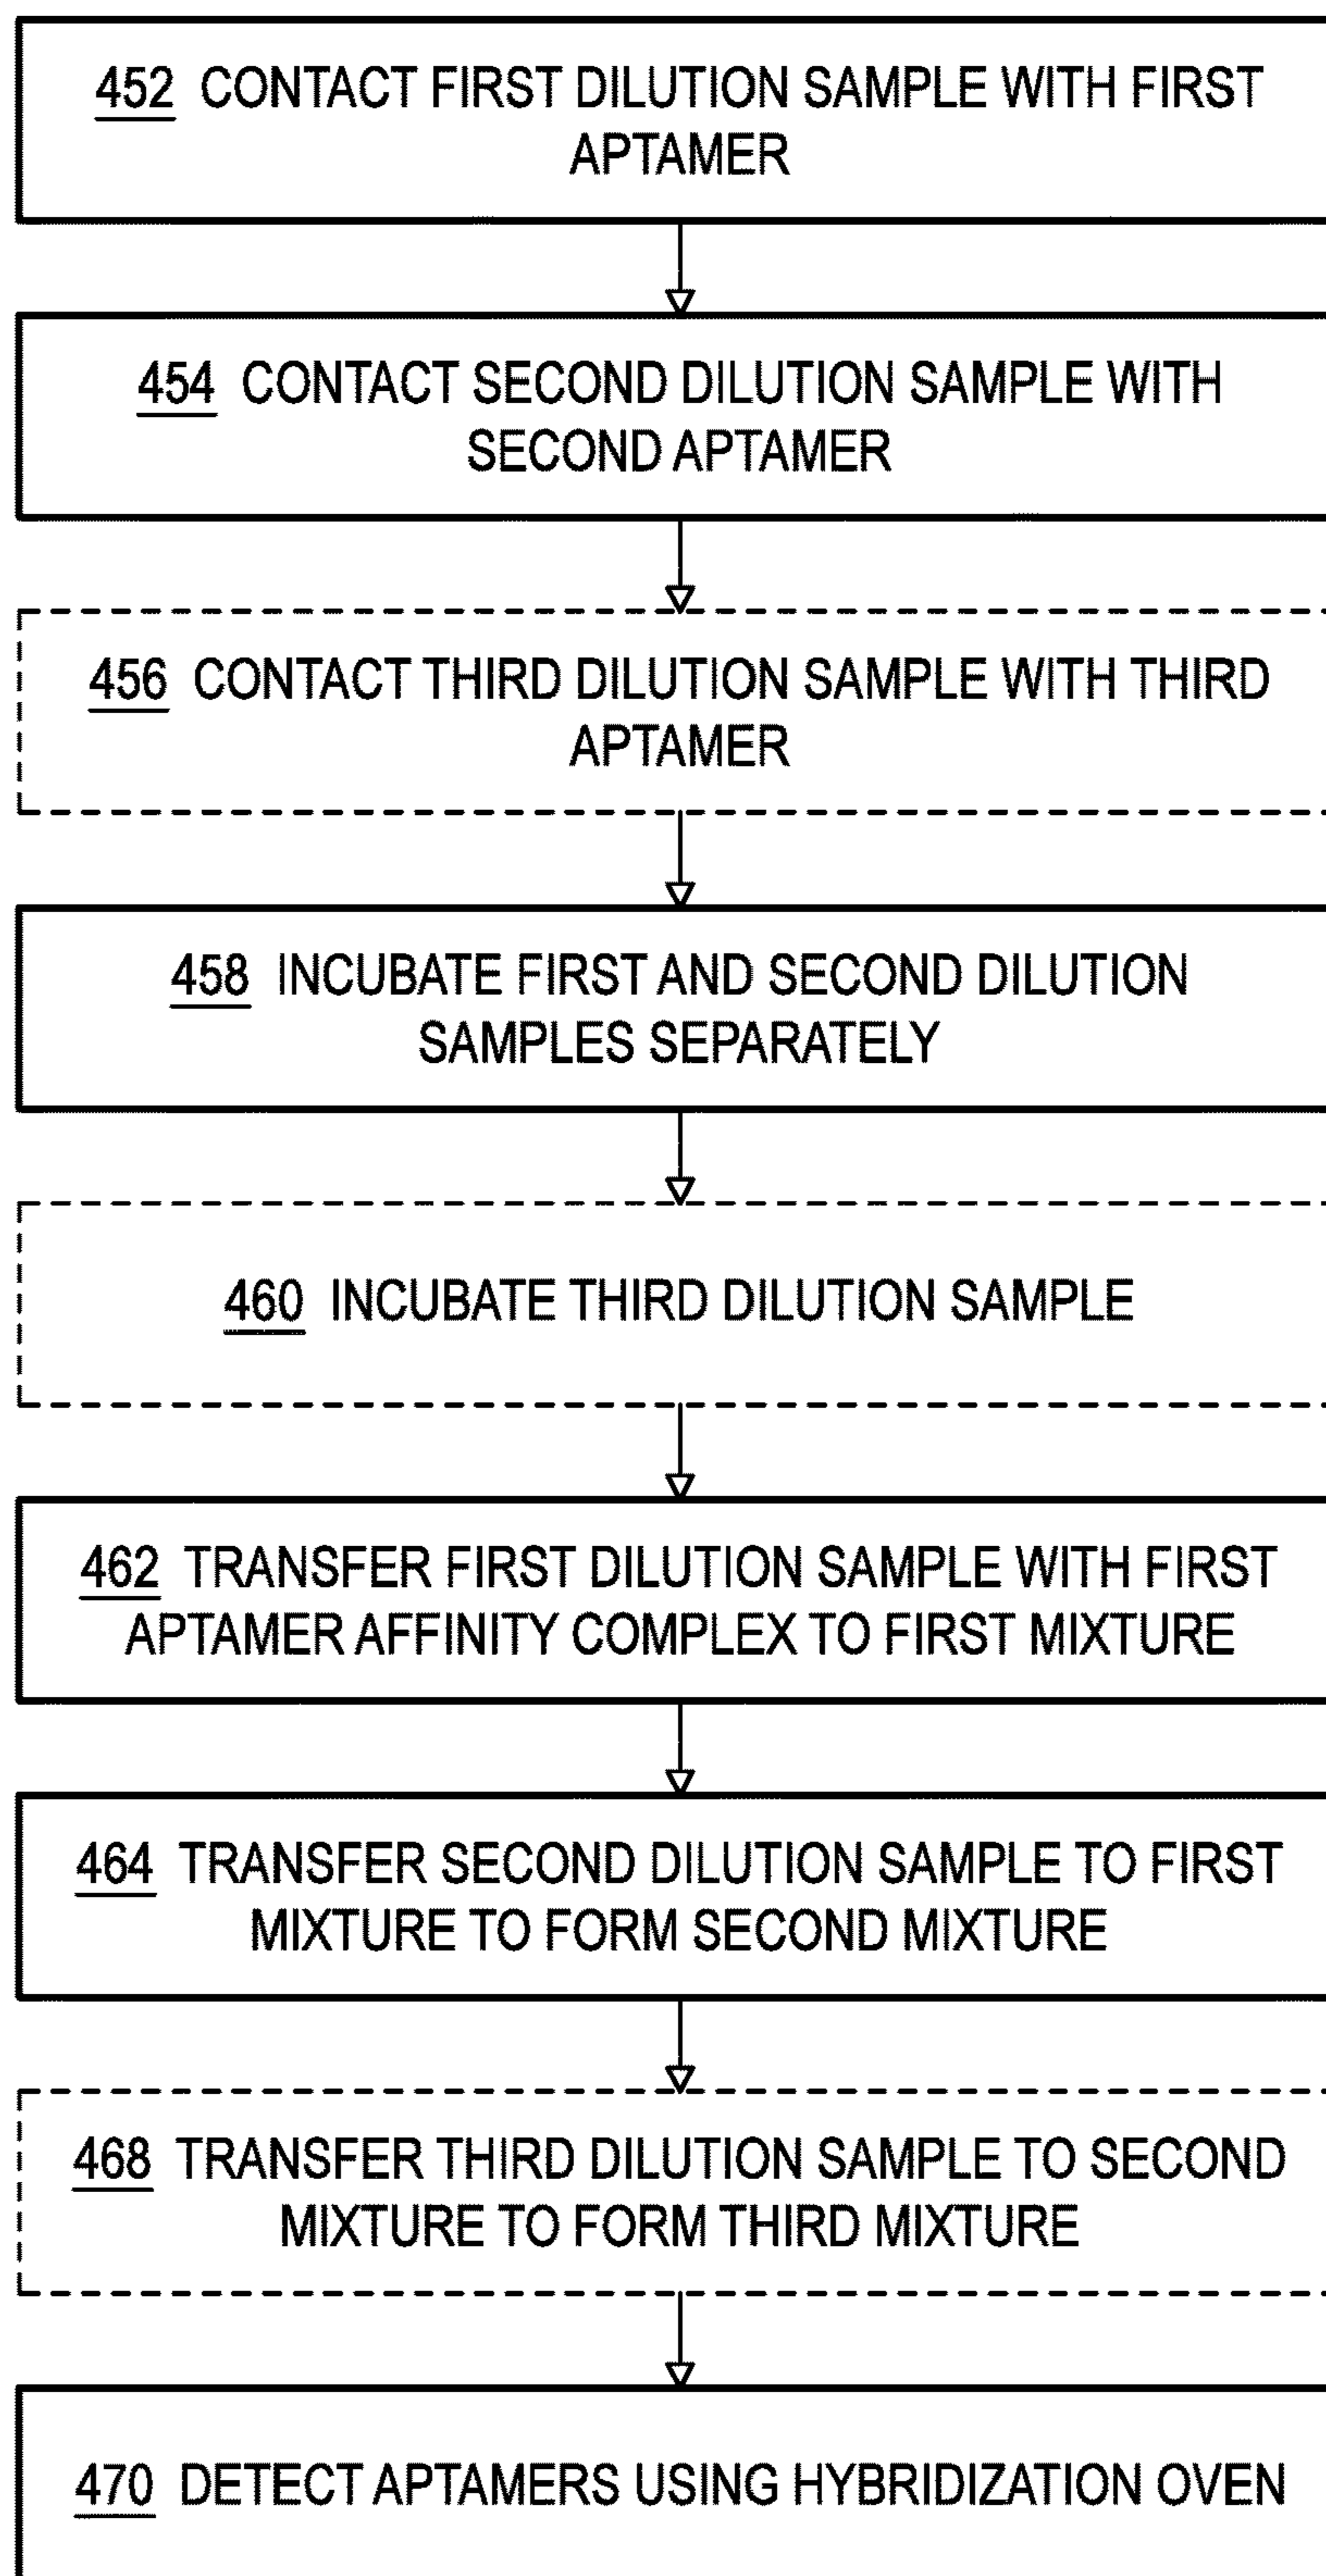 452 CONTACT FIRST DILUTION SAMPLE WITH FIRST
APTAMER
454 CONTACT SECOND DILUTION SAMPLE WITH
SECOND APTAMER
456 CONTACT THIRD DILUTION SAMPLE WITH THIRD
APTAMER
458 INCUBATE FIRST AND SECOND DILUTION
SAMPLES SEPARATELY
460 INCUBATE THIRD DILUTION SAMPLE
462 TRANSFER FIRST DILUTION SAMPLE WITH FIRST
APTAMER AFFINITY COMPLEX TO FIRST MIXTURE
464 TRANSFER SECOND DILUTION SAMPLE TO FIRST
MIXTURE TO FORM SECOND MIXTURE
468 TRANSFER THIRD DILUTION SAMPLE TO SECOND
MIXTURE TO FORM THIRD MIXTURE
470 DETECT APTAMERS USING HYBRIDIZATION OVEN